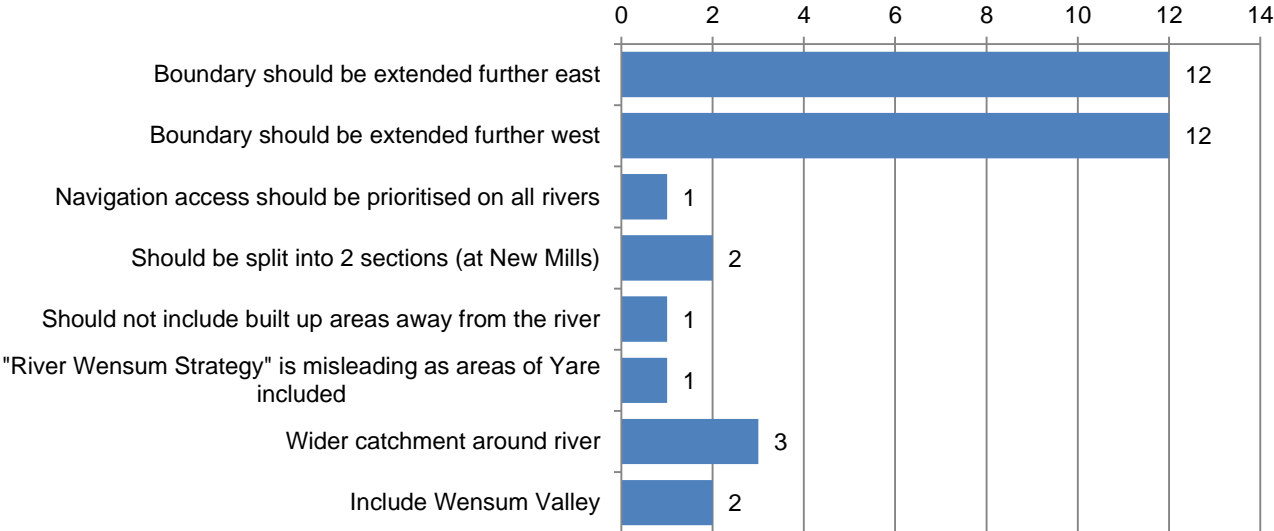 0 2 4 6 8 10 12 14
Boundary should be extended further east 12
Boundary should be extended further west 12
Navigation access should be prioritised on all rivers 1
Should be split into 2 sections (at New Mills) 2
Should not include built up areas away from the river 1
"River Wensum Strategy" is misleading as areas of Yare
included 1
Wider catchment around river 3
Include Wensum Valley 2